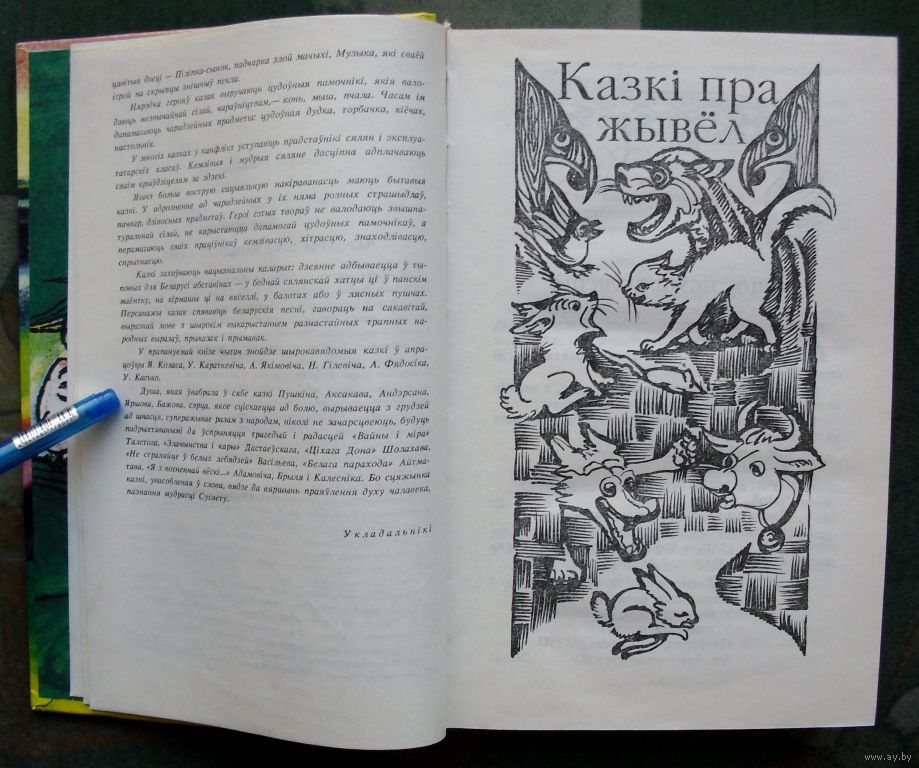 цавітыя дзеці — Піліпка-сынок, падчарка злой мачыхі, Музыка, які сваёй
ігрой на скрыпцы знішчыў пекла.
Нярэдка герояў казак выручаюць цудоўныя памочнікі, якія вало-
даюць незвычайнай сілай, чараўніцтвам,— конь, мыш, пчала. Часам ім
дапамагаюць чарадзейныя прадметы: цудоўная дудка, торбачка, кіёчак,
настольнік.
У многіх казках у канфлікт уступаюць прадстаўнікі сялян і эксплуа-
татарскіх класаў. Кемлівыя і мудрыя сяляне дасціпна адплачваюць
сваім крыўдзіцелям за здзекі.
Яшчэ больш вострую сацыяльную накіраванасць маюць бытавыя
казкі. У адрозненне ад чарадзейных у іх няма розных страшыдлаў,
пачвар, дзівосных прадметаў. Героі гэтых твораў не валодаюць звышна-
туральнай сілай, не карыстаюцца дапамогай цудоўных памочнікаў, а
перамагаюць сваіх праціўнікаў кемлівасцю, хітрасцю, знаходлівасцю,
спрытнасцю.
Казкі захоўваюць нацыянальны каларыт: дзеянне адбываецца ў ты-
повых для Беларусі абставінах — у беднай сялянскай хатцы ці ў панскім
маёнтку, на кірмашы ці на вяселлі, у балотах або ў лясных пушчах.
Персанажы казак спяваюць беларускія песні, гавораць на сакавітай,
выразнай мове з шырокім выкарыстаннем разнастайных трапных на-
родных выразаў, прыказак і прымавак.
У прапануемай кнізе чытач знойдзе шырокавядомыя казкі ў апра-
цоўцы Я. Коласа, У. Караткевіча, А. Якімовіча, Н. Гілевіча, А. Фядосіка,
У. Касько.
Душа, якая ўвабрала ў сябе казкі Пушкіна, Аксакава, Андэрсана,
Яршова, Бажова, сэрца, якое сціскаецца ад болю, вырываецца з грудзей
ад шчасця, суперажывае разам з народам, ніколі не зачарсцвеюць, будуць
падрыхтаванымі да ўспрыняцця трагедый і радасцей «Вайны і міра»
Талстога, «Злачынства і кары» Дастаеўскага, «Ціхага Дона» Шолахава,
«Не страляйце ў белых лебядзей» Васільева, «Белага парахода» Айтма-
тава, «Я з вогненнай вёскі...» Адамовіча, Брыля і Калесніка. Бо сцяжынка
казкі, увасобленая ў слова, вядзе да вяршынь праяўлення духу чалавека,
пазнання мудрасці Сусвету.
Укладальнікі
Казкі пра
жывёл
www.ay.by